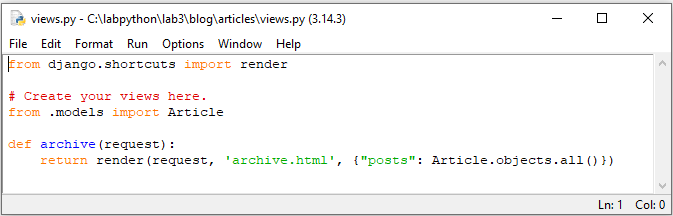 views.py - C:\labpython\lab3\blog\articles\views.py (3.14.3)
File Edit Format Run Options Window Help
from django.shortcuts import render
# Create your views here.
from .models import Article
def archive(request):
    return render(request, 'archive.html', {"posts": Article.objects.all()})
Ln: 1 Col: 0